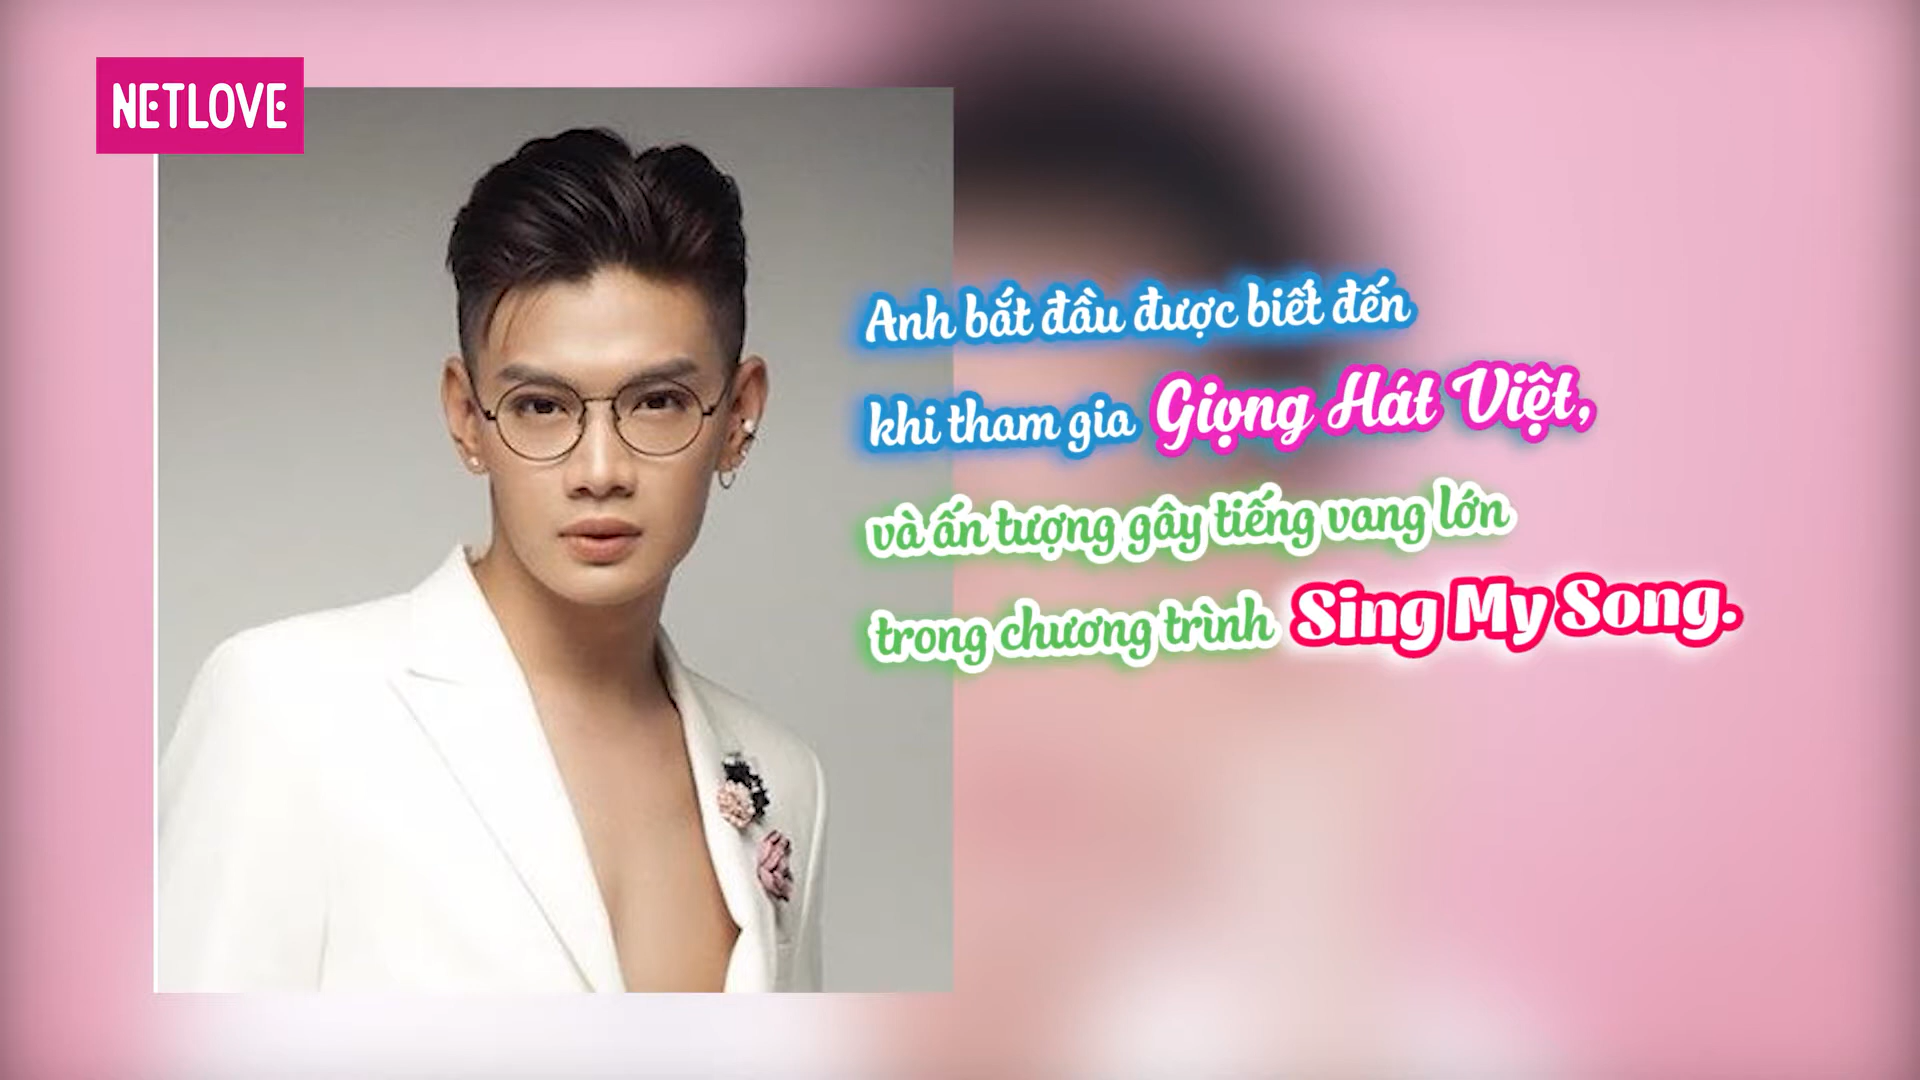 NETLOVE
Anh bắt đầu được biết đến
khi tham gia Giọng Hát Việt,
và ấn tượng gây tiếng vang lớn
trong chương trình Sing My Song.